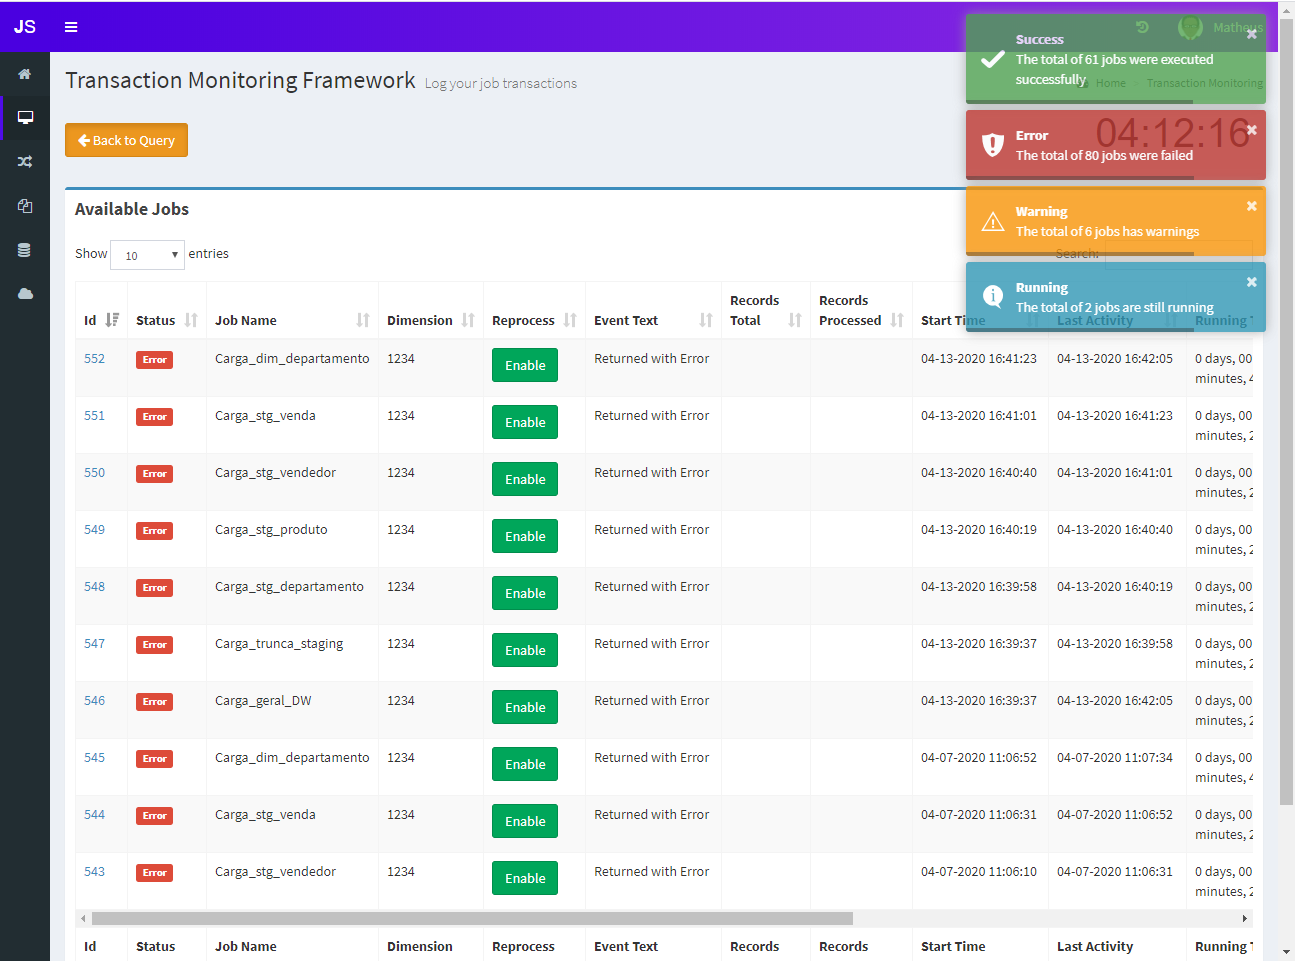 JS
Matheus
Transaction Monitoring Framework Log your job transactions
Home > Transaction Monitoring
Success
The total of 61 jobs were executed
successfully
Back to Query
04:12:16
Error
The total of 80 jobs were failed
Warning
The total of 6 jobs has warnings
Running
The total of 2 jobs are still running
Available Jobs
Show 10 entries
Search:
Id Status Job Name Dimension Reprocess Event Text Records Total Records Processed Start Time Last Activity Running T
552 Error Carga_dim_departamento 1234 Enable Returned with Error 04-13-2020 16:41:23 04-13-2020 16:42:05 0 days, 00
minutes, 4
551 Error Carga_stg_venda 1234 Enable Returned with Error 04-13-2020 16:41:01 04-13-2020 16:41:23 0 days, 00
minutes, 2
550 Error Carga_stg_vendedor 1234 Enable Returned with Error 04-13-2020 16:40:40 04-13-2020 16:41:01 0 days, 00
minutes, 2
549 Error Carga_stg_produto 1234 Enable Returned with Error 04-13-2020 16:40:19 04-13-2020 16:40:40 0 days, 00
minutes, 2
548 Error Carga_stg_departamento 1234 Enable Returned with Error 04-13-2020 16:39:58 04-13-2020 16:40:19 0 days, 00
minutes, 2
547 Error Carga_trunca_staging 1234 Enable Returned with Error 04-13-2020 16:39:37 04-13-2020 16:39:58 0 days, 00
minutes, 2
546 Error Carga_geral_DW 1234 Enable Returned with Error 04-13-2020 16:39:37 04-13-2020 16:42:05 0 days, 00
minutes, 2
545 Error Carga_dim_departamento 1234 Enable Returned with Error 04-07-2020 11:06:52 04-07-2020 11:07:34 0 days, 00
minutes, 4
544 Error Carga_stg_venda 1234 Enable Returned with Error 04-07-2020 11:06:31 04-07-2020 11:06:52 0 days, 00
minutes, 2
543 Error Carga_stg_vendedor 1234 Enable Returned with Error 04-07-2020 11:06:10 04-07-2020 11:06:31 0 days, 00
minutes, 2
Id Status Job Name Dimension Reprocess Event Text Records Records Start Time Last Activity Running T